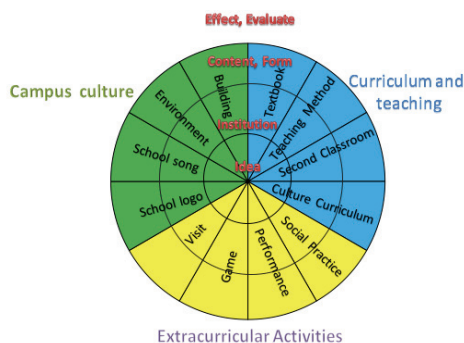 Effect, Evaluate
Content, Form
Institution
Idea
Campus culture
Curriculum and
teaching
Textbook
Teaching Method
Second Classroom
Culture Curriculum
Social Practice
Performance
Game
Visit
School logo
School song
Environment
Building
Extracurricular Activities